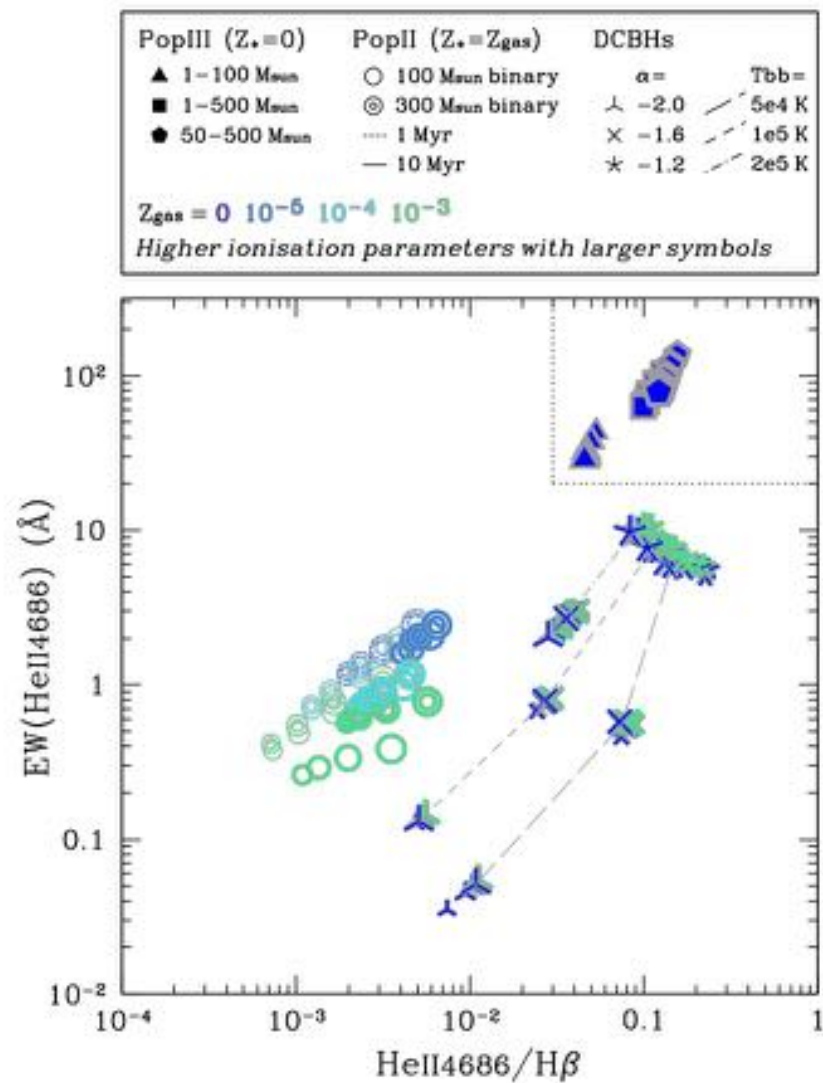 PopIII (Z*=0) PopII (Z*=Zgas) DCBHs
▲ 1-100 Msun ○ 100 Msun binary α= Tbb=
■ 1-500 Msun ◎ 300 Msun binary -2.0 5e4 K
⬟ 50-500 Msun 1 Myr × -1.6 1e5 K
10 Myr -1.2 2e5 K
Zgas = 0 10⁻⁵ 10⁻⁴ 10⁻³
Higher ionisation parameters with larger symbols
EW(HeII4686) (Å)
10²
10
1
0.1
10⁻²
10⁻⁴ 10⁻³ 10⁻² 0.1 1
HeII4686/Hβ